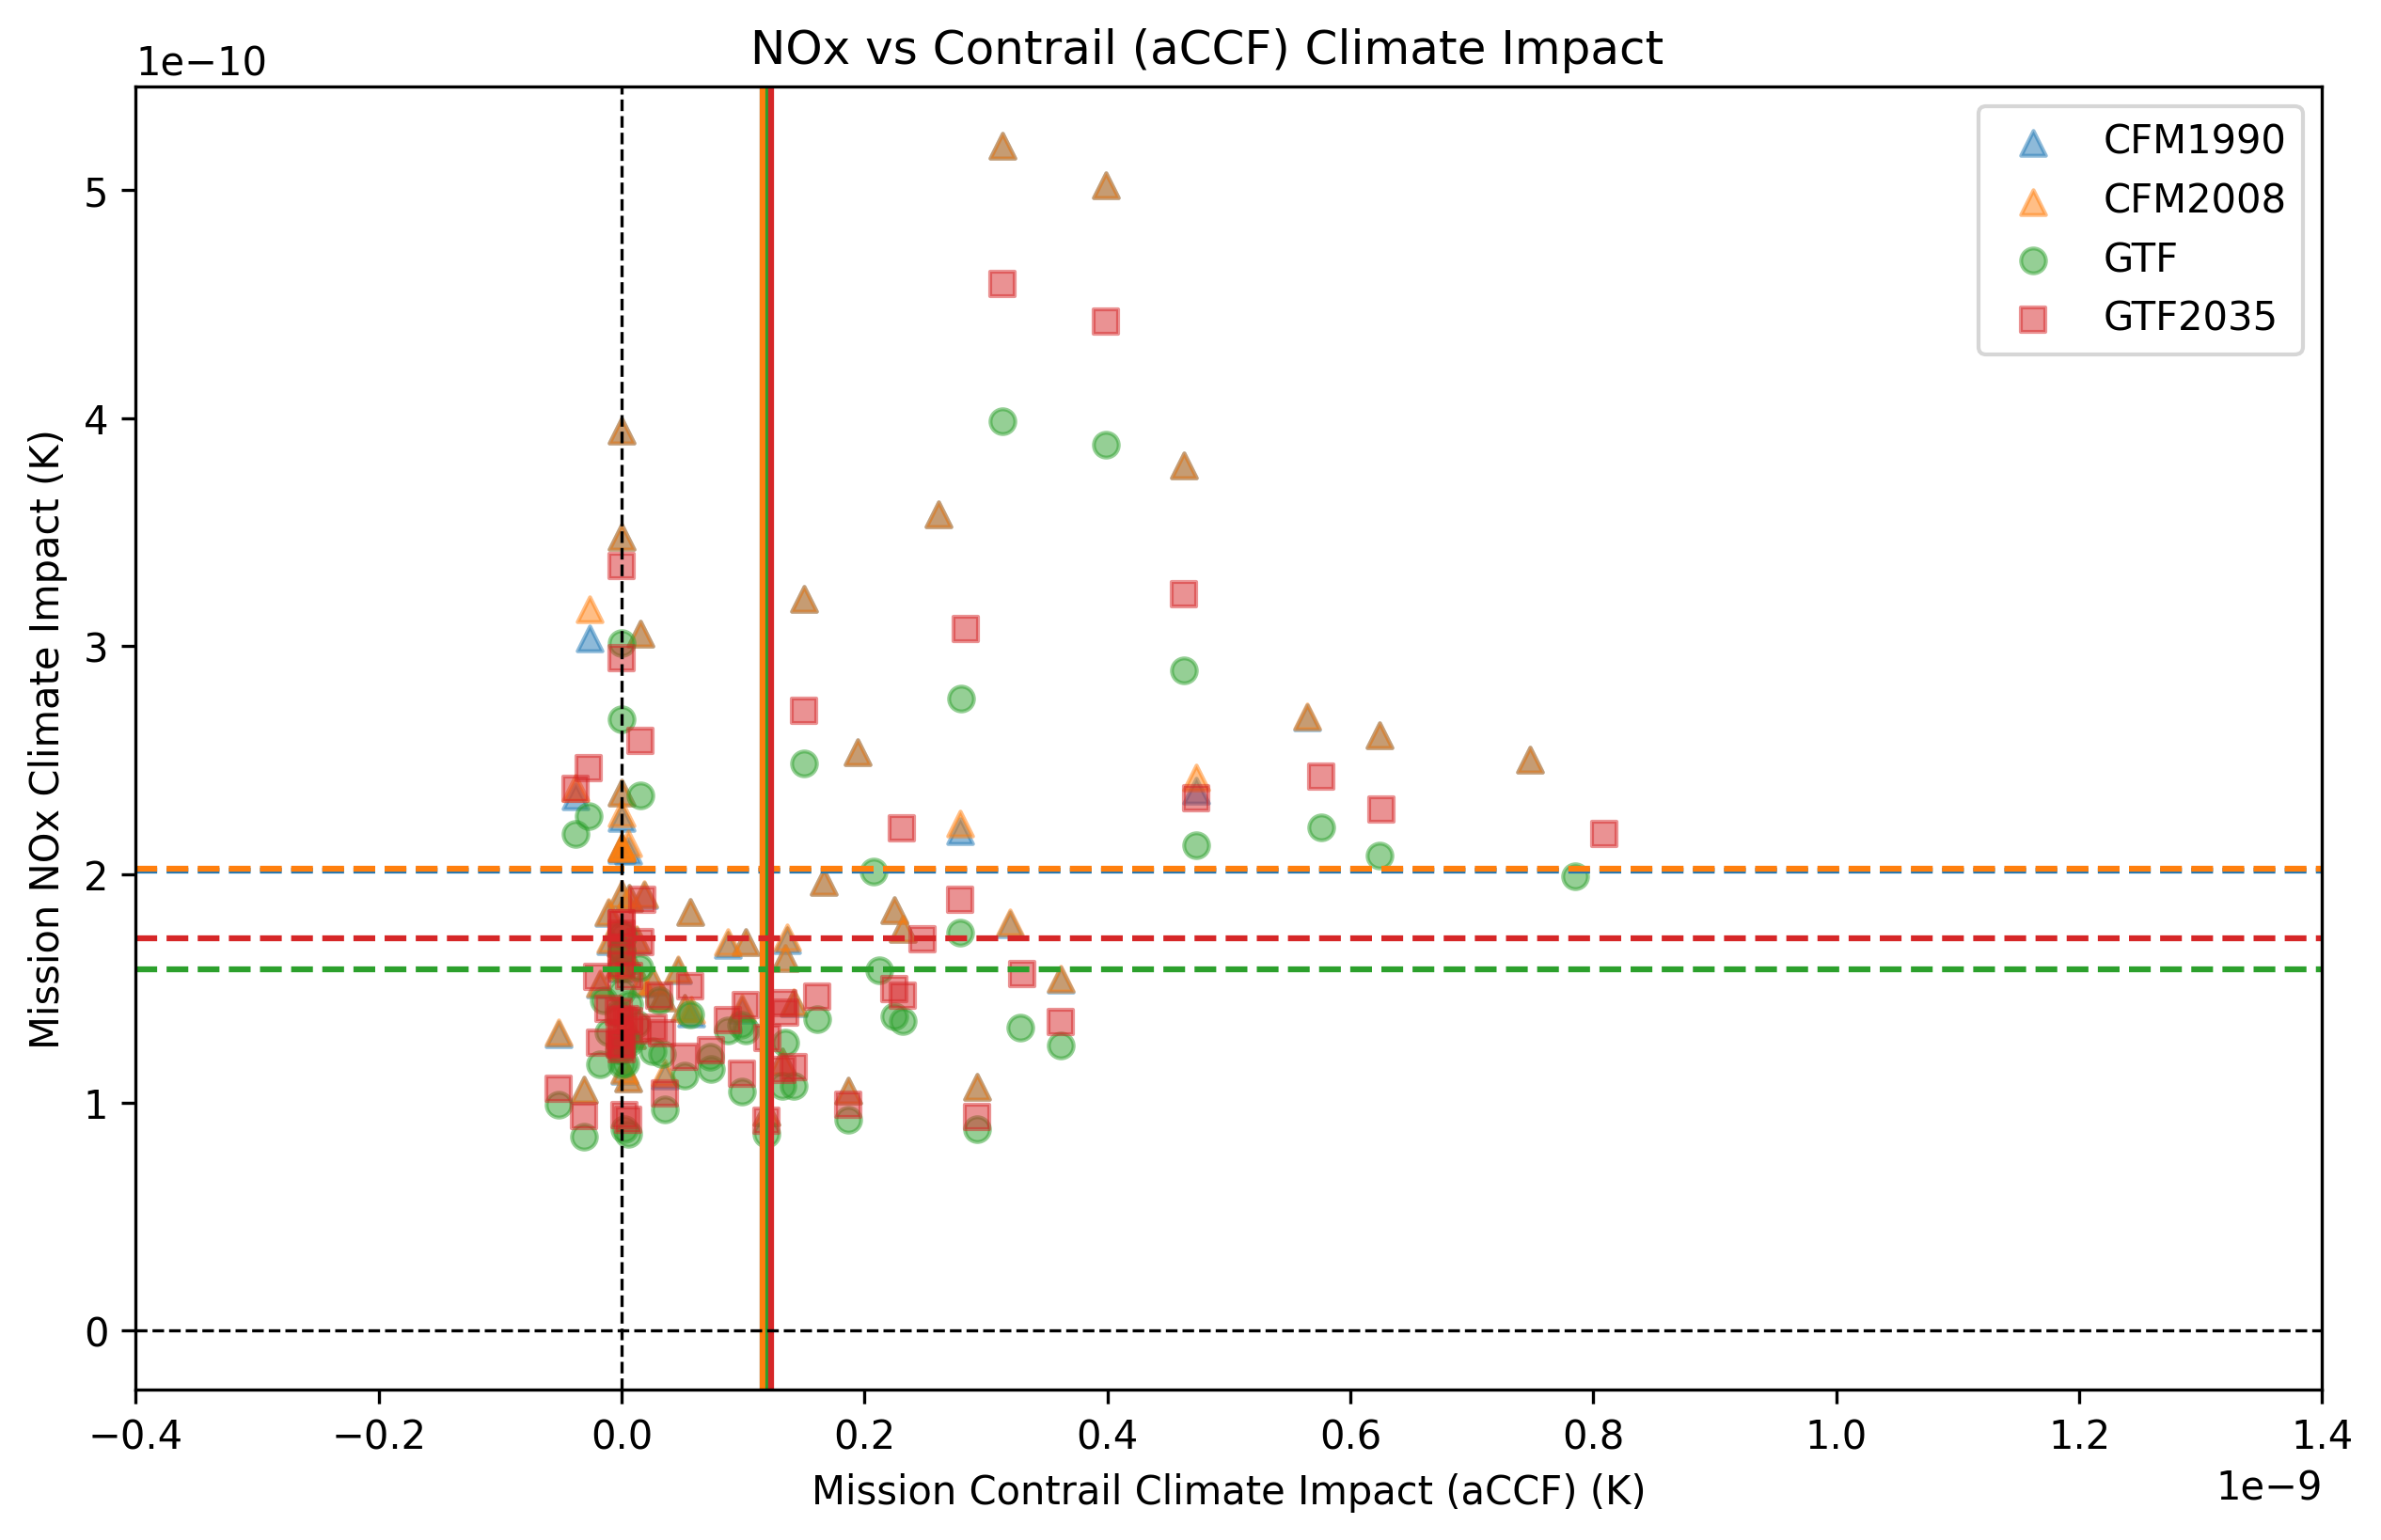 NOx vs Contrail (aCCF) Climate Impact
1e−10
CFM1990
CFM2008
GTF
GTF2035
Mission NOx Climate Impact (K)
5
4
3
2
1
0
−0.4 −0.2 0.0 0.2 0.4 0.6 0.8 1.0 1.2 1.4
Mission Contrail Climate Impact (aCCF) (K)
1e−9